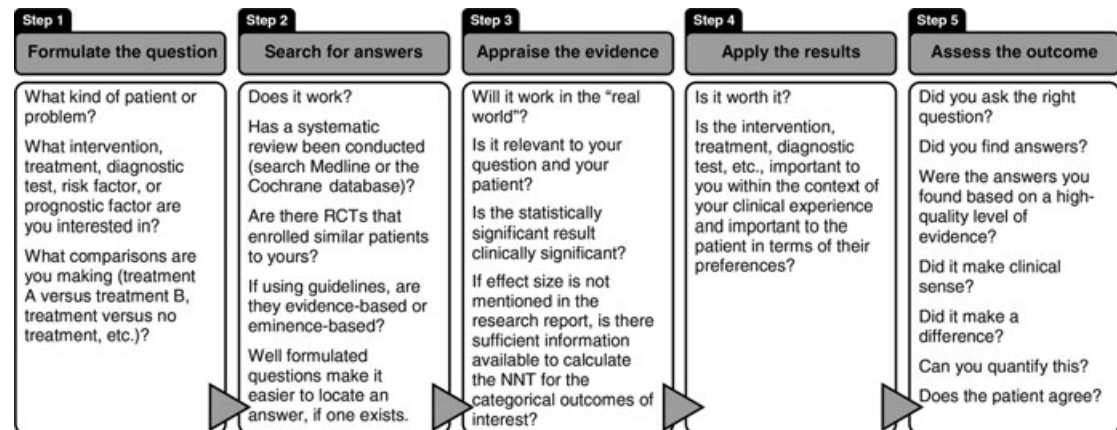 Step 1
Formulate the question
What kind of patient or
problem?
What intervention,
treatment, diagnostic
test, risk factor, or
prognostic factor are
you interested in?
What comparisons are
you making (treatment
A versus treatment B,
treatment versus no
treatment, etc.)?
Step 2
Search for answers
Does it work?
Has a systematic
review been conducted
(search Medline or the
Cochrane database)?
Are there RCTs that
enrolled similar patients
to yours?
If using guidelines, are
they evidence-based or
eminence-based?
Well formulated
questions make it
easier to locate an
answer, if one exists.
Step 3
Appraise the evidence
Will it work in the “real
world”?
Is it relevant to your
question and your
patient?
Is the statistically
significant result
clinically significant?
If effect size is not
mentioned in the
research report, is there
sufficient information
available to calculate
the NNT for the
categorical outcomes of
interest?
Step 4
Apply the results
Is it worth it?
Is the intervention,
treatment, diagnostic
test, etc., important to
you within the context of
your clinical experience
and important to the
patient in terms of their
preferences?
Step 5
Assess the outcome
Did you ask the right
question?
Did you find answers?
Were the answers you
found based on a high-
quality level of
evidence?
Did it make clinical
sense?
Did it make a
difference?
Can you quantify this?
Does the patient agree?